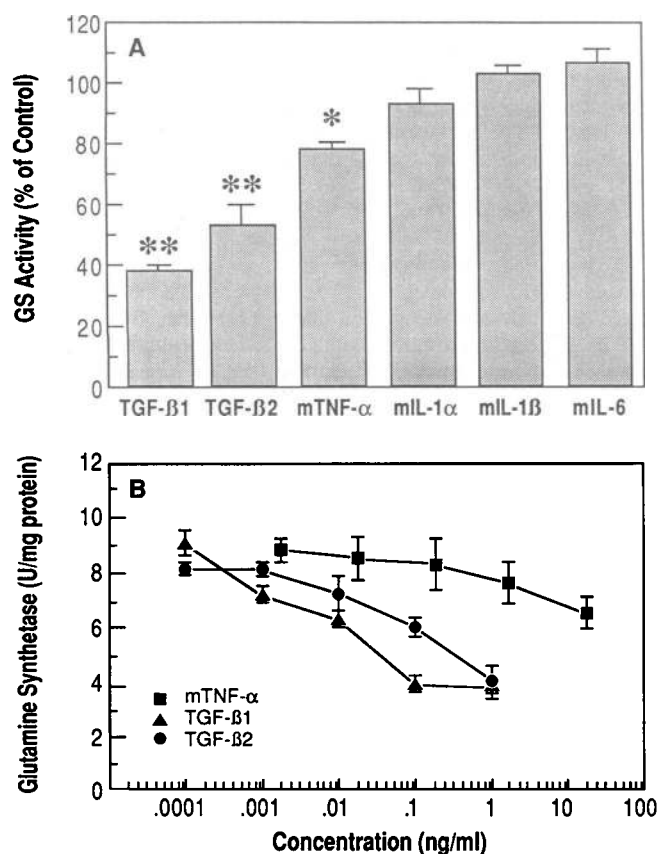 A
GS Activity (% of Control)
120
100
80
60
40
20
0
**
**
*
TGF-ß1 TGF-ß2 mTNF-α mIL-1α mIL-1ß mIL-6
B
Glutamine Synthetase (U/mg protein)
12
10
8
6
4
2
0
mTNF-α
TGF-ß1
TGF-ß2
.0001 .001 .01 .1 1 10 100
Concentration (ng/ml)